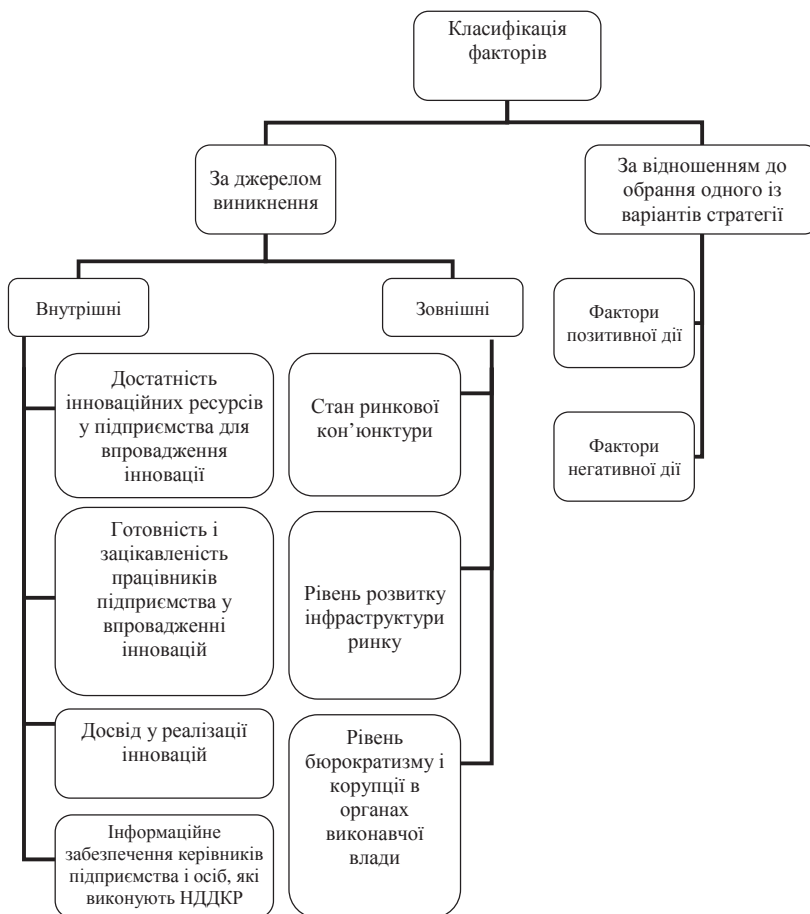 Класифікація
факторів
За джерелом
виникнення
За відношенням до
обрання одного із
варіантів стратегії
Внутрішні
Зовнішні
Фактори
позитивної дії
Фактори
негативної дії
Достатність
інноваційних ресурсів
у підприємства для
впровадження
інновації
Готовність і
зацікавленість
працівників
підприємства у
впровадженні
інновацій
Досвід у реалізації
інновацій
Інформаційне
забезпечення керівників
підприємства і осіб, які
виконують НДДКР
Стан ринкової
кон’юнктури
Рівень розвитку
інфраструктури
ринку
Рівень
бюрократизму і
корупції в
органах
виконавчої
влади